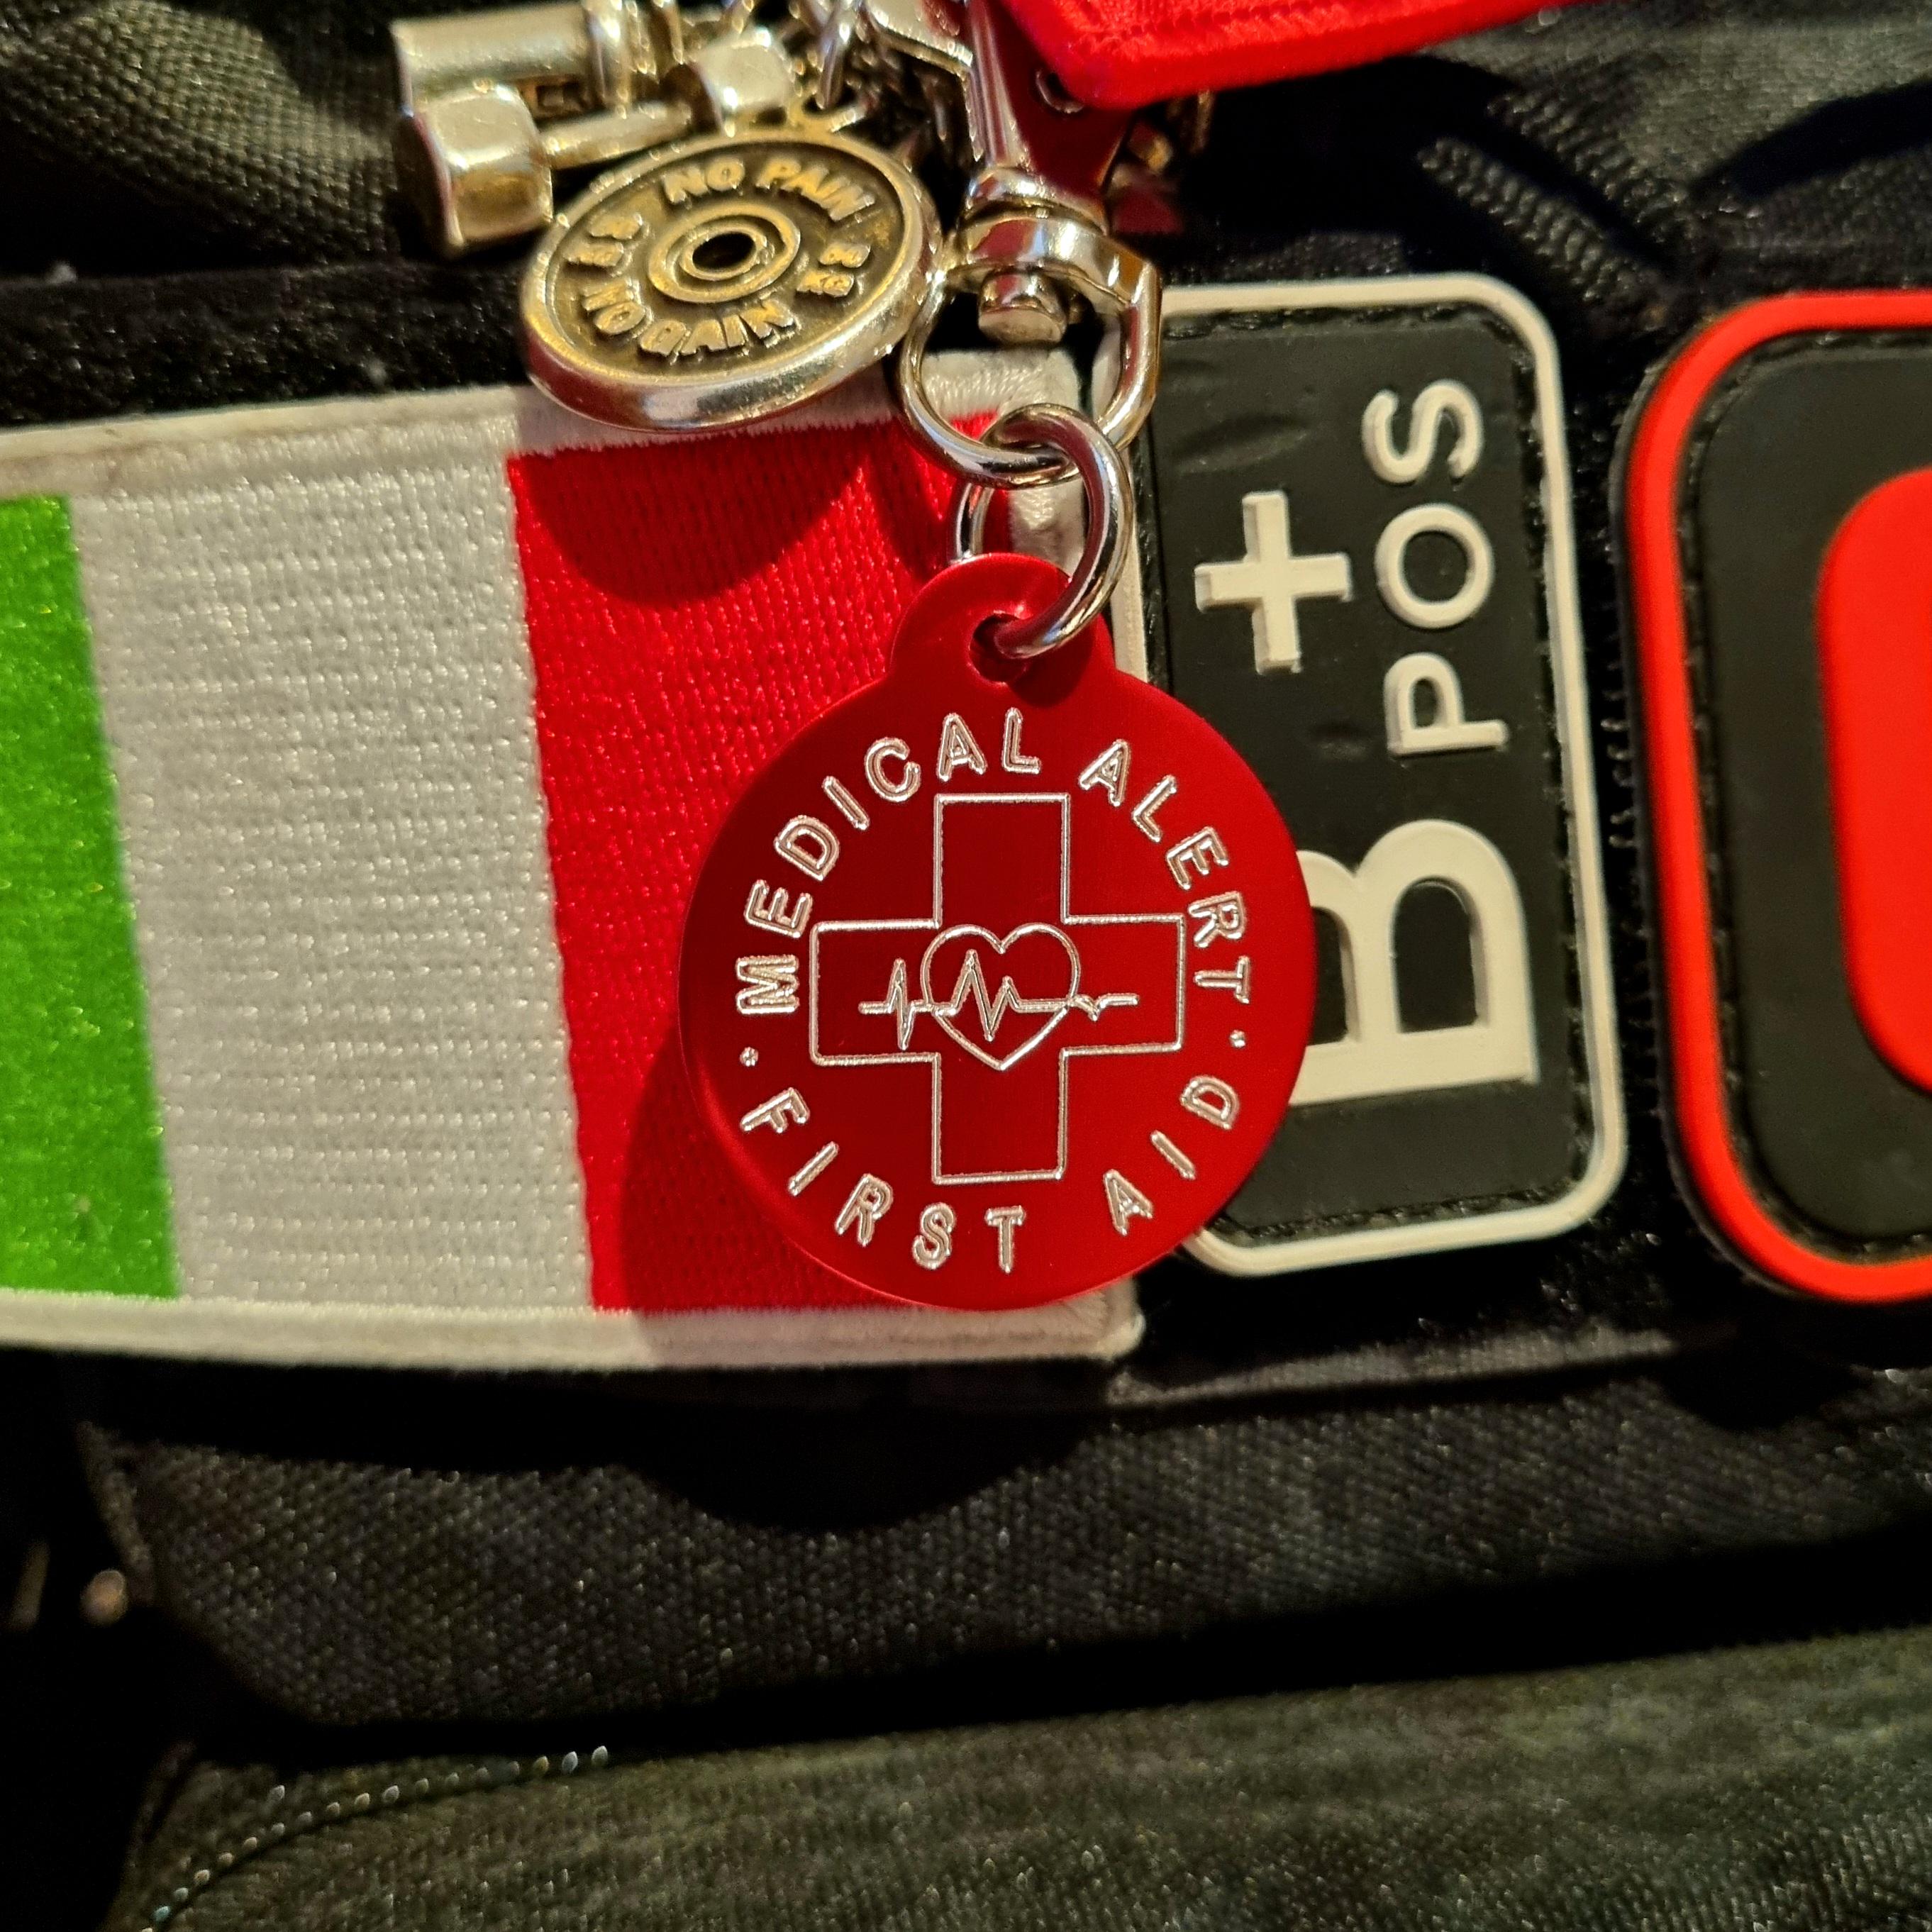 NO PAIN
NO GAIN
B+
POS
MEDICAL ALERT
FIRST AID